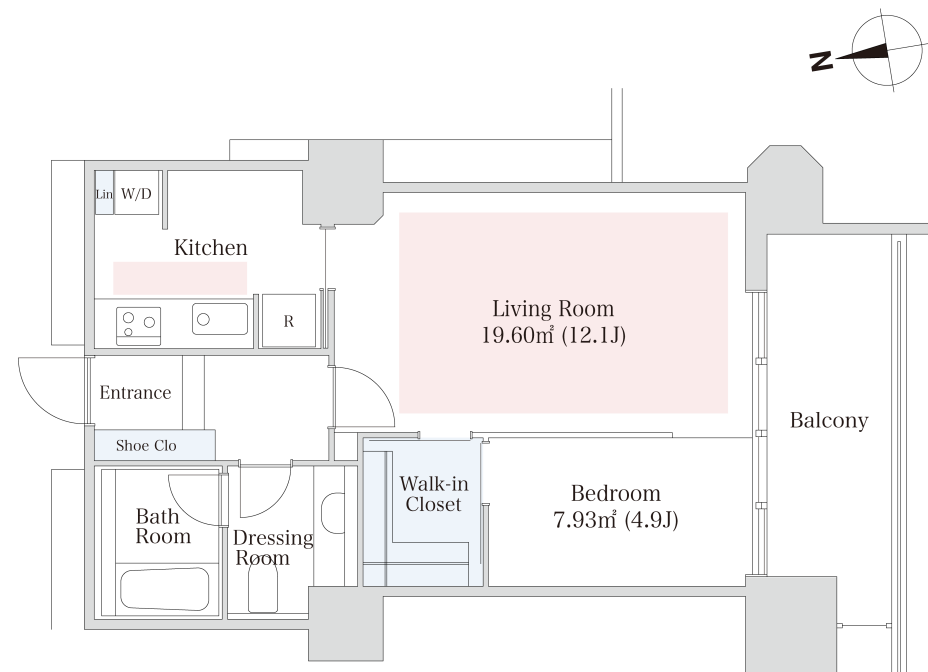 N
Lin
W/D
Kitchen
R
Living Room
19.60㎡ (12.1J)
Entrance
Shoe Clo
Balcony
Walk-in
Closet
Bedroom
7.93㎡ (4.9J)
Bath
Room
Dressing
Room